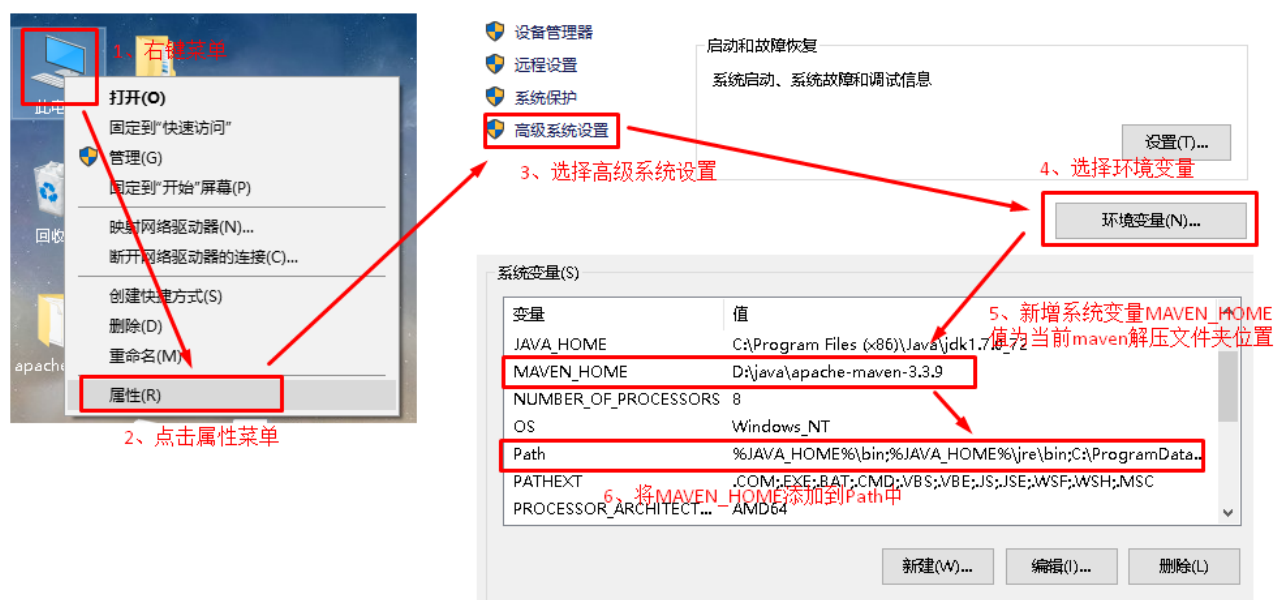 1、右键菜单
此电
打开(O)
固定到"快速访问"
管理(G)
固定到"开始"屏幕(P)
回收
映射网络驱动器(N)...
断开网络驱动器的连接(C)...
创建快捷方式(S)
删除(D)
重命名(M)
apache
属性(R)
2、点击属性菜单
设备管理器
远程设置
系统保护
高级系统设置
3、选择高级系统设置
启动和故障恢复
系统启动、系统故障和调试信息
设置(T)...
4、选择环境变量
环境变量(N)...
系统变量(S)
变量 值
5、新增系统变量MAVEN_HOME
值为当前maven解压文件夹位置
JAVA_HOME C:\Program Files (x86)\Java\jdk1.7.0_72
MAVEN_HOME D:\java\apache-maven-3.3.9
NUMBER_OF_PROCESSORS 8
OS Windows_NT
Path %JAVA_HOME%\bin;%JAVA_HOME%\jre\bin;C:\ProgramData...
PATHEXT .COM;.EXE;.BAT;.CMD;.VBS;.VBE;.JS;.JSE;.WSF;.WSH;.MSC
6、将MAVEN_HOME添加到Path中
PROCESSOR_ARCHITECT... AMD64
新建(W)... 编辑(I)... 删除(L)